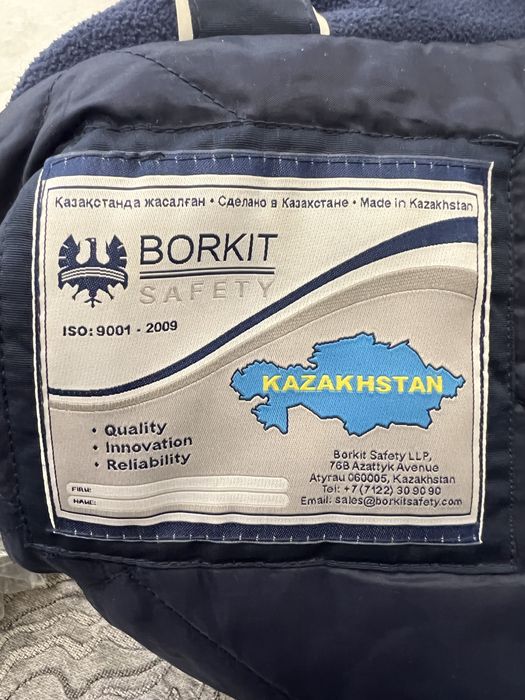 Қазақстанда жасалған • Сделано в Казахстане • Made in Kazakhstan
BORKIT
SAFETY
ISO: 9001 - 2009
KAZAKHSTAN
• Quality
• Innovation
• Reliability
Borkit Safety LLP,
76B Azattyk Avenue
Atyrau 060005, Kazakhstan
Tel: +7 (7122) 30 90 90
Email: sales@borkitsafety.com
FIRM:
NAME: